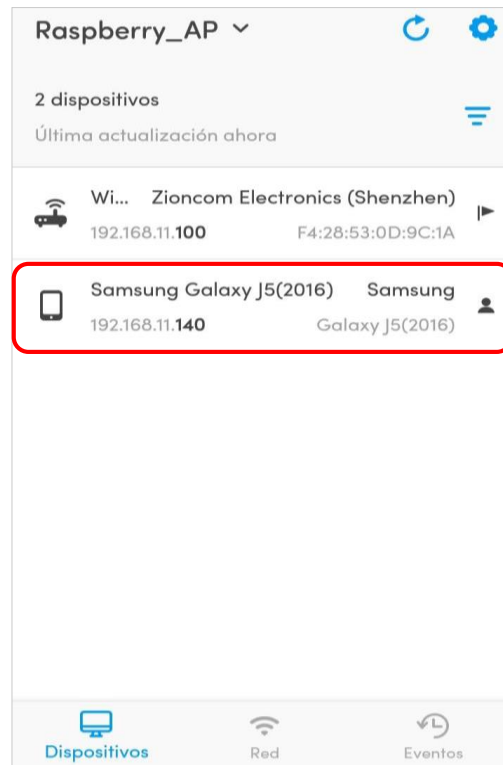 Raspberry_AP
2 dispositivos
Última actualización ahora
Wi... Zioncom Electronics (Shenzhen)
192.168.11.100 F4:28:53:0D:9C:1A
Samsung Galaxy J5(2016) Samsung
192.168.11.140 Galaxy J5(2016)
Dispositivos Red Eventos